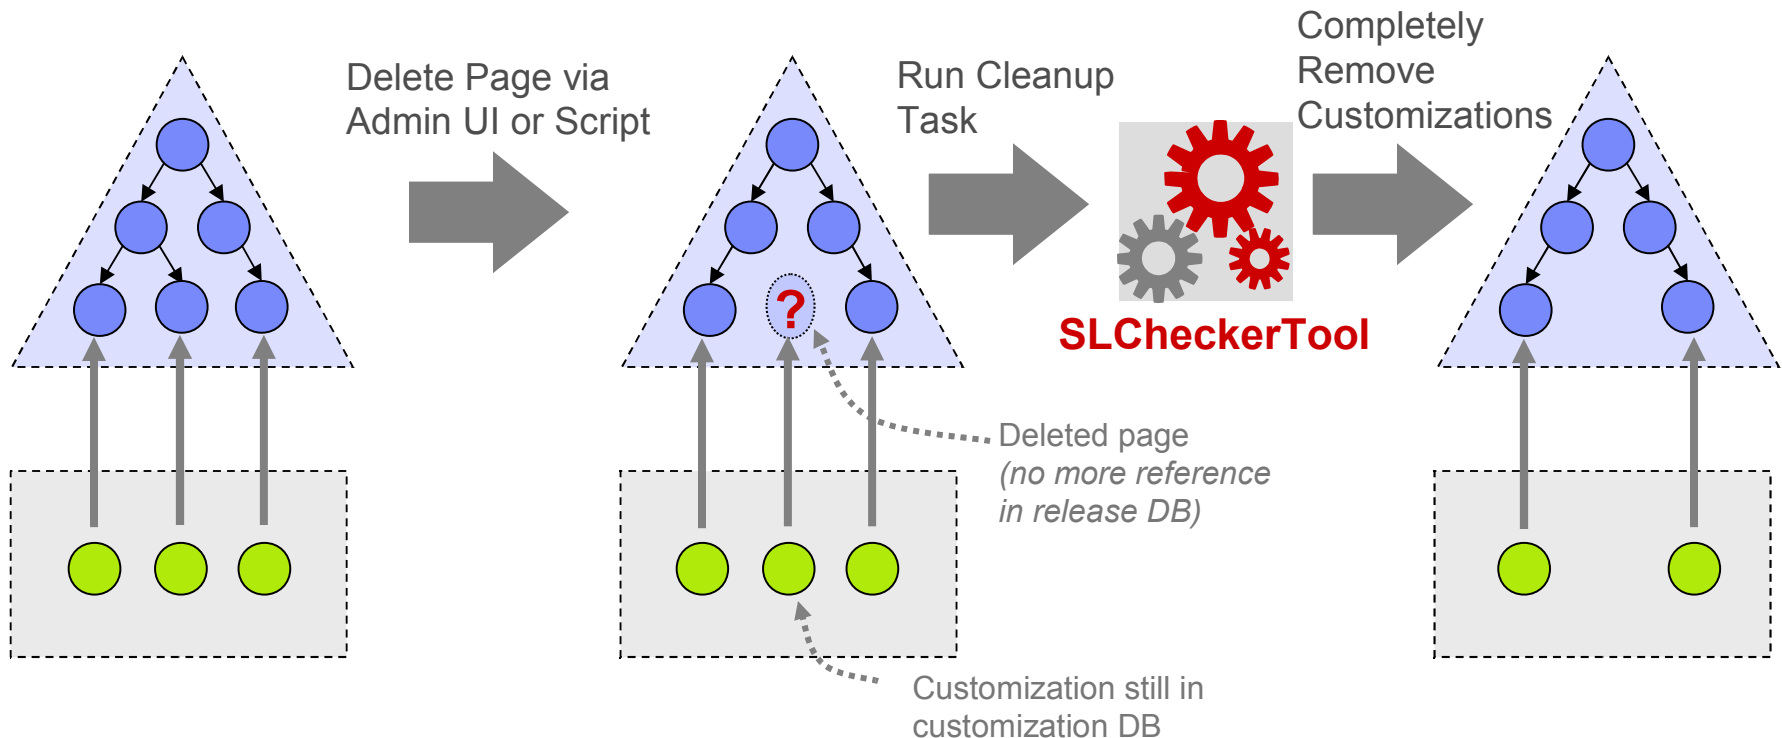 Delete Page via
Admin UI or Script
Run Cleanup
Task
Completely
Remove
Customizations
?
SLCheckerTool
Deleted page
(no more reference
in release DB)
Customization still in
customization DB